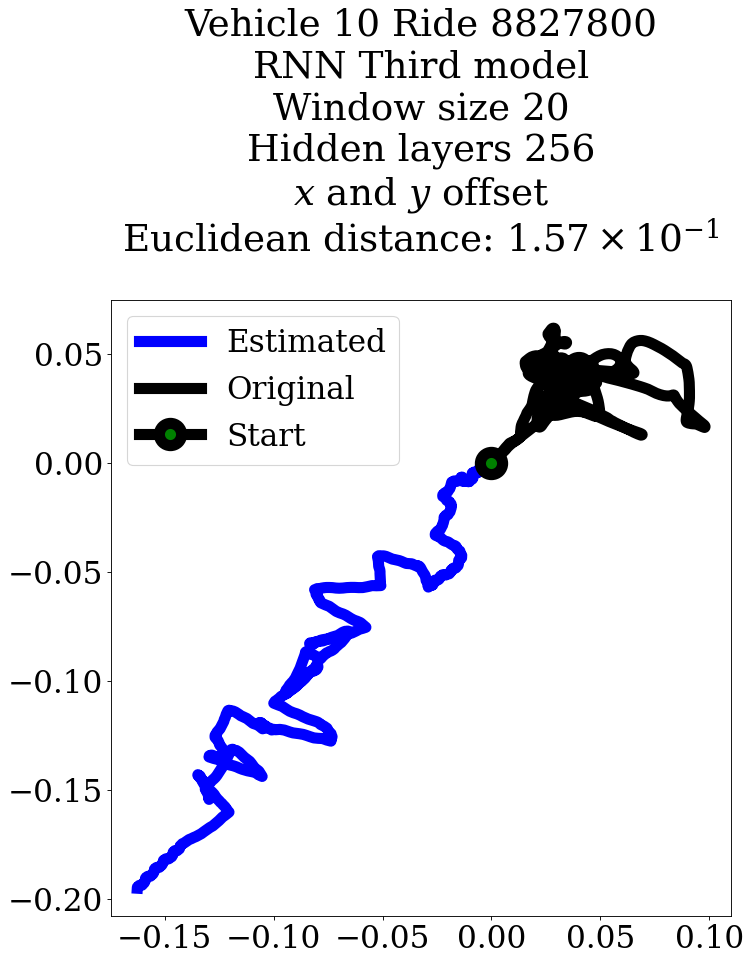 Vehicle 10 Ride 8827800
RNN Third model
Window size 20
Hidden layers 256
x and y offset
Euclidean distance: 1.57 × 10⁻¹
Estimated
Original
Start
0.05
0.00
−0.05
−0.10
−0.15
−0.20
−0.15 −0.10 −0.05 0.00 0.05 0.10